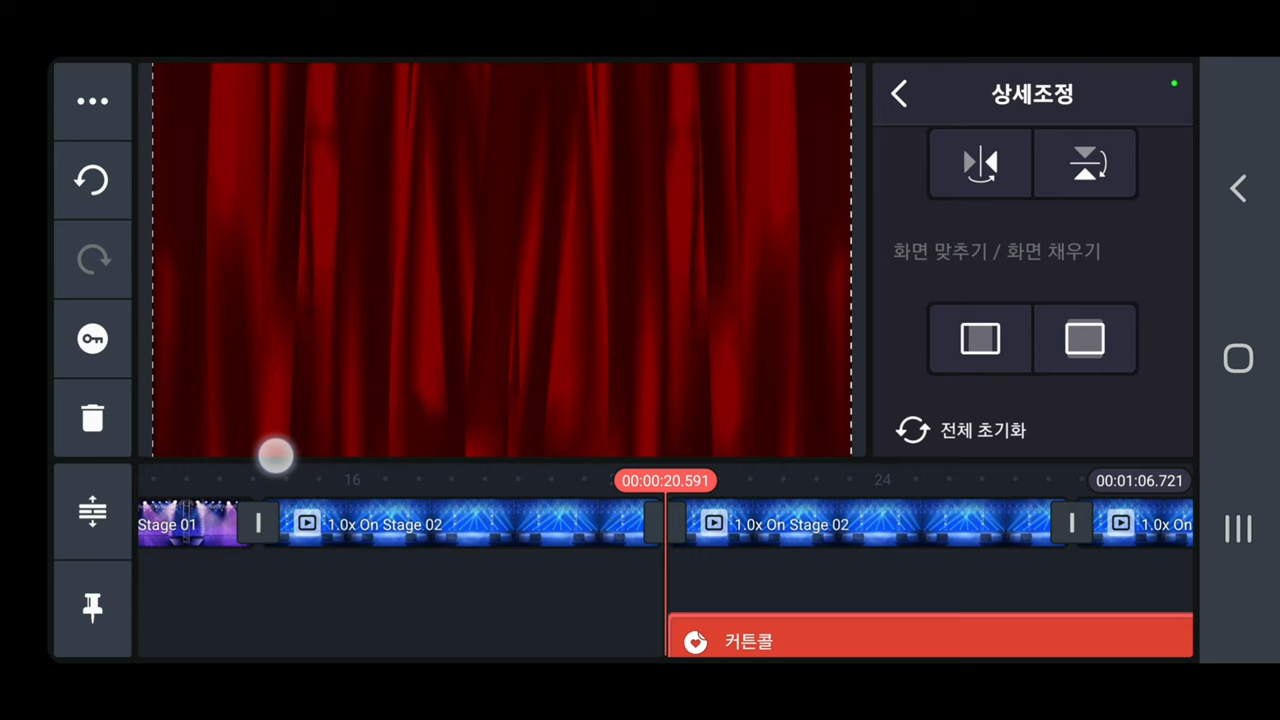 상세조정
화면 맞추기 / 화면 채우기
전체 초기화
16
00:00:20.591
24
00:01:06.721
Stage 01
1.0x On Stage 02
1.0x On Stage 02
1.0x On
커튼콜